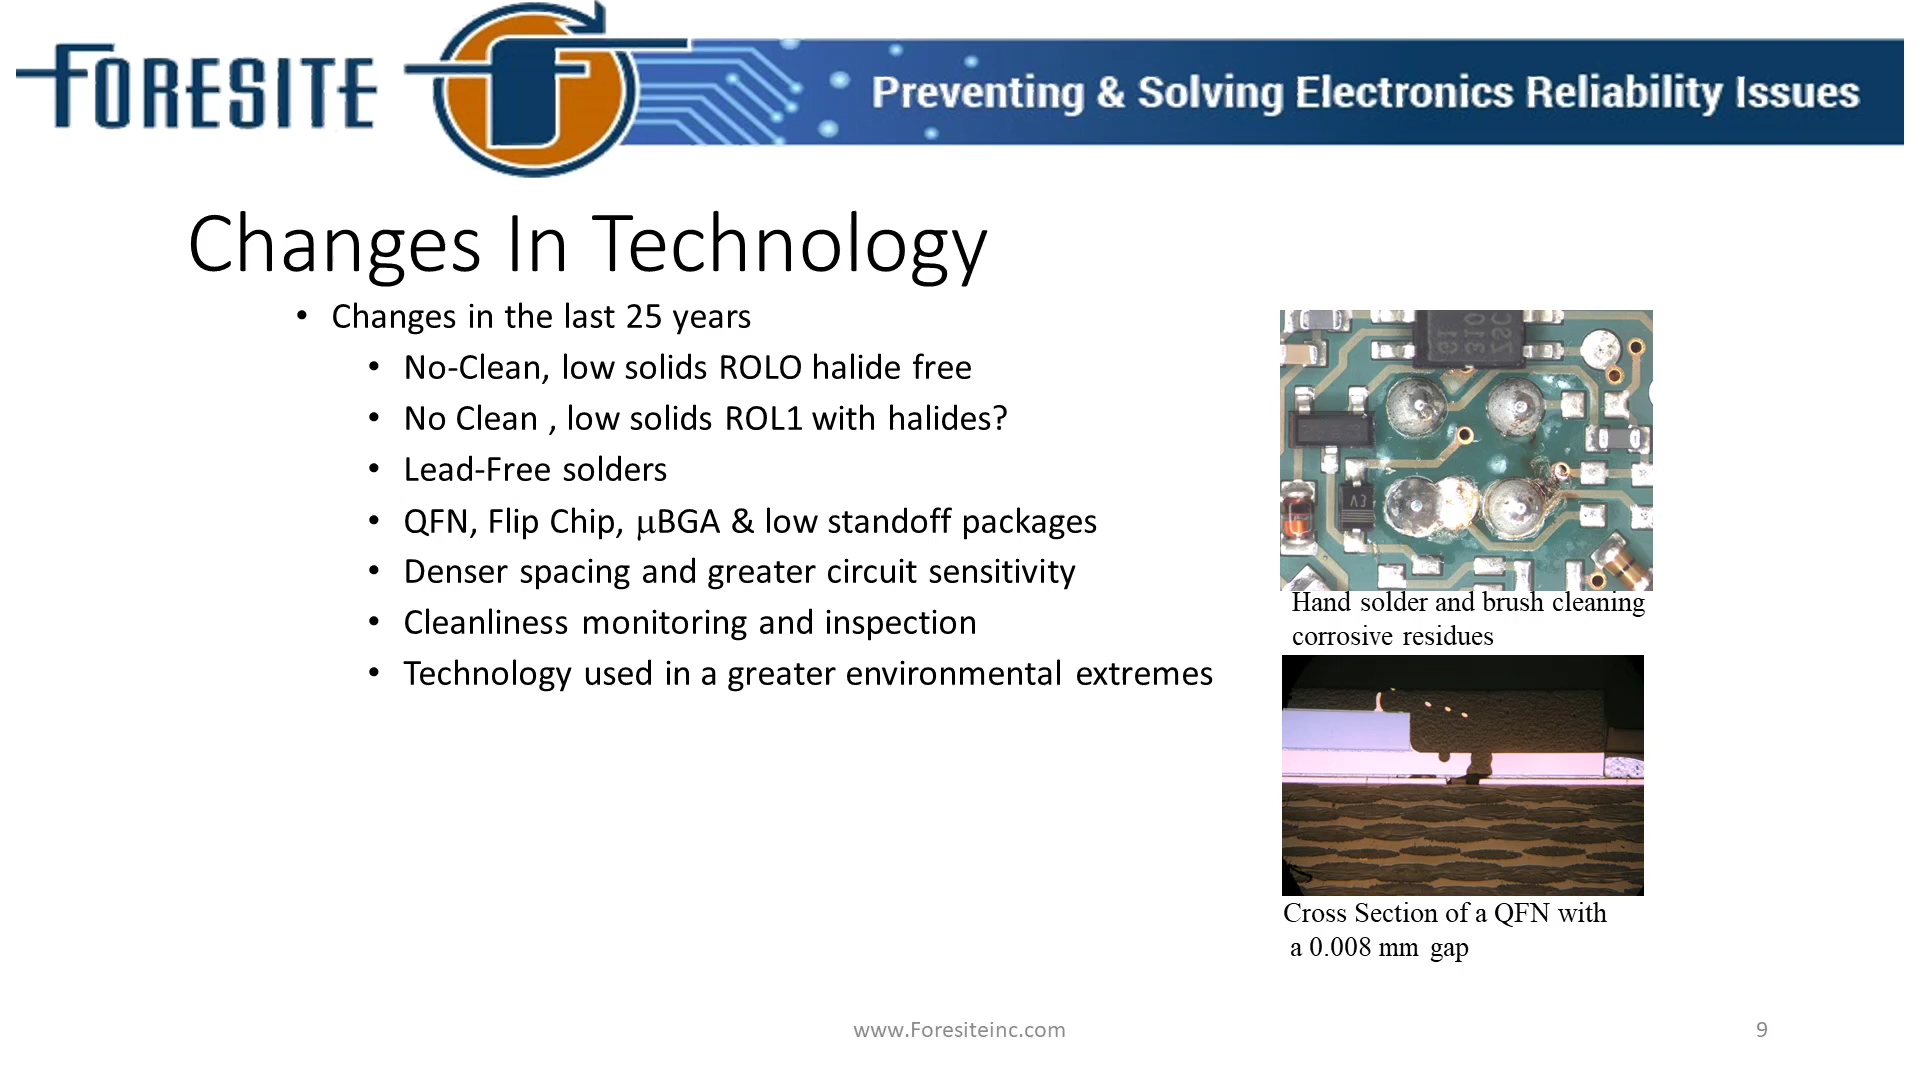 FORESITE
Preventing & Solving Electronics Reliability Issues
Changes In Technology
• Changes in the last 25 years
• No-Clean, low solids ROLO halide free
• No Clean , low solids ROL1 with halides?
• Lead-Free solders
• QFN, Flip Chip, μBGA & low standoff packages
• Denser spacing and greater circuit sensitivity
• Cleanliness monitoring and inspection
• Technology used in a greater environmental extremes
Hand solder and brush cleaning
corrosive residues
Cross Section of a QFN with
a 0.008 mm gap
www.Foresiteinc.com
9